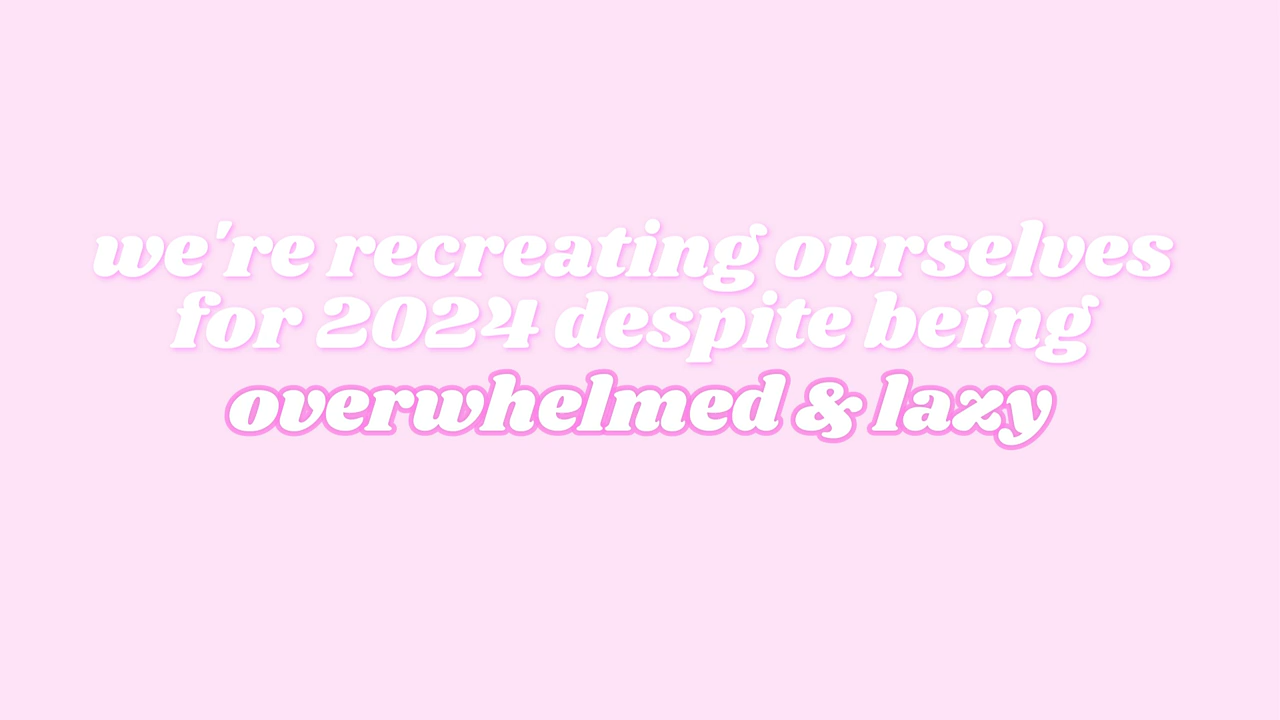 we're recreating ourselves
for 2024 despite being
overwhelmed & lazy